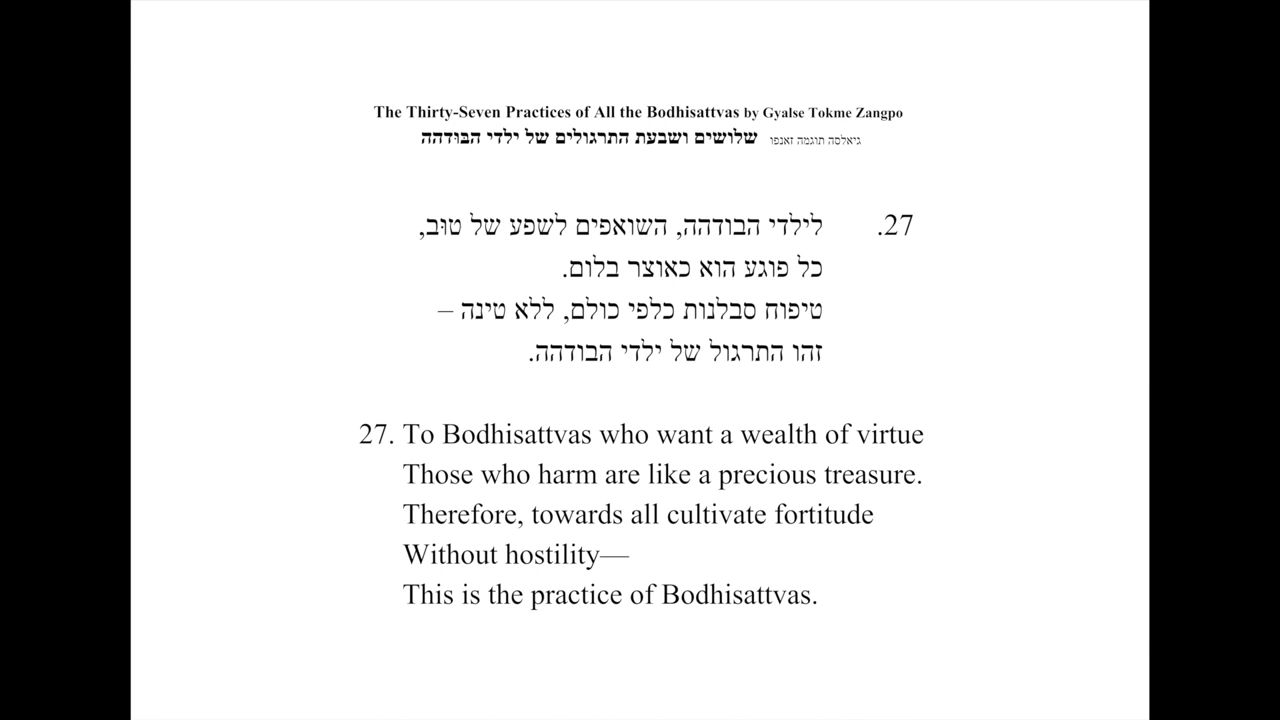 The Thirty-Seven Practices of All the Bodhisattvas by Gyalse Tokme Zangpo
שלושים ושבעת התרגולים של ילדי הבּוּדהה גיאלסה תוגמה זאנפו
27. לילדי הבודהה, השואפים לשפע של טוּב,
כל פוגע הוא כאוצר בלום.
טיפוח סבלנות כלפי כולם, ללא טינה –
זהו התרגול של ילדי הבודהה.
27. To Bodhisattvas who want a wealth of virtue
Those who harm are like a precious treasure.
Therefore, towards all cultivate fortitude
Without hostility—
This is the practice of Bodhisattvas.